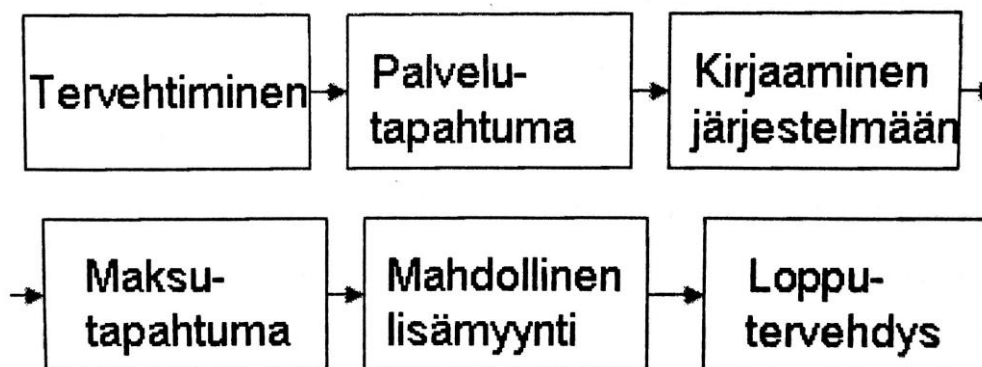 Tervehtiminen
Palvelu-
tapahtuma
Kirjaaminen
järjestelmään
Maksu-
tapahtuma
Mahdollinen
lisämyynti
Loppu-
tervehdys